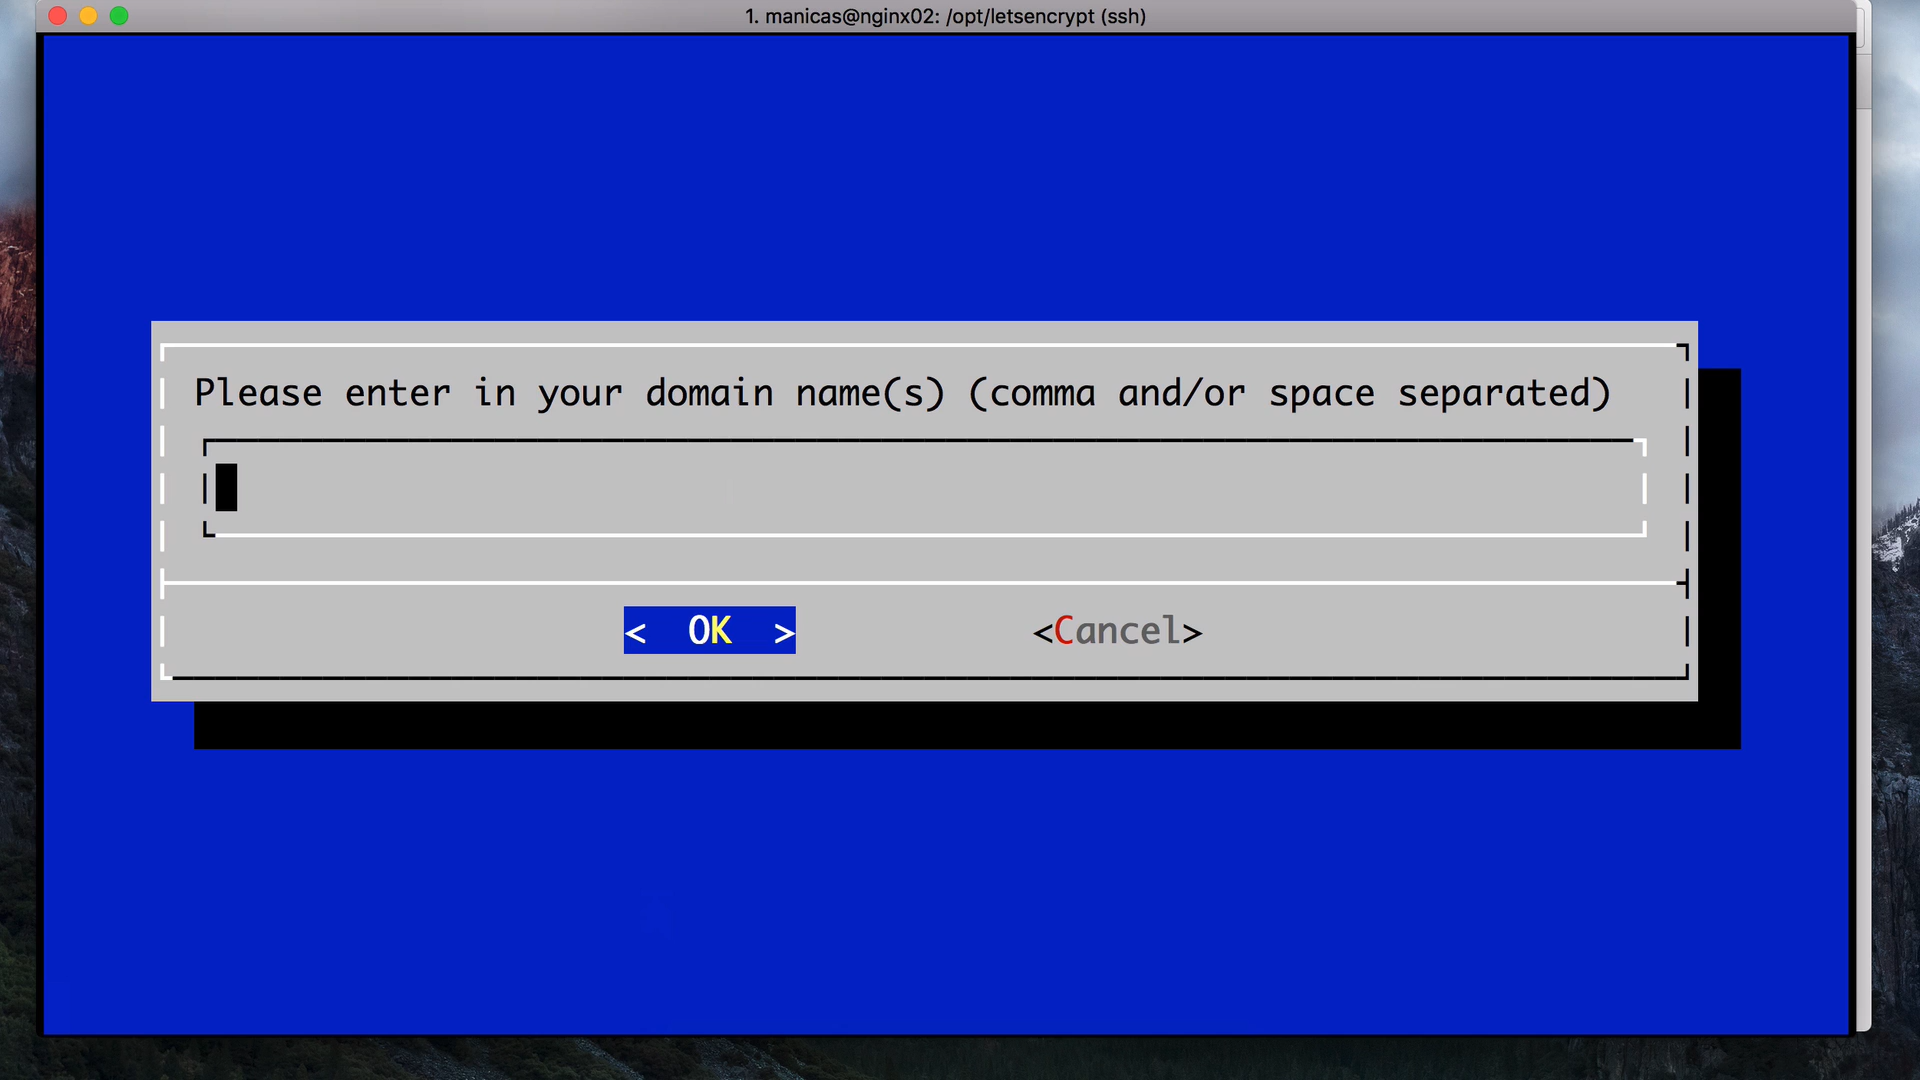 1. manicas@nginx02: /opt/letsencrypt (ssh)
Please enter in your domain name(s) (comma and/or space separated)
< OK > <Cancel>